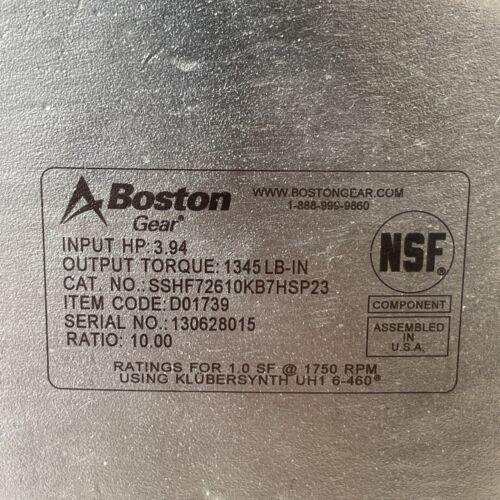 Boston
Gear®
WWW.BOSTONGEAR.COM
1-888-999-9860
INPUT HP: 3.94
OUTPUT TORQUE: 1345 LB-IN
CAT. NO.: SSHF72610KB7HSP23
ITEM CODE: D01739
SERIAL NO.: 130628015
RATIO: 10.00
NSF®
COMPONENT
ASSEMBLED
IN
U.S.A.
RATINGS FOR 1.0 SF @ 1750 RPM
USING KLÜBERSYNTH UH1 6-460®